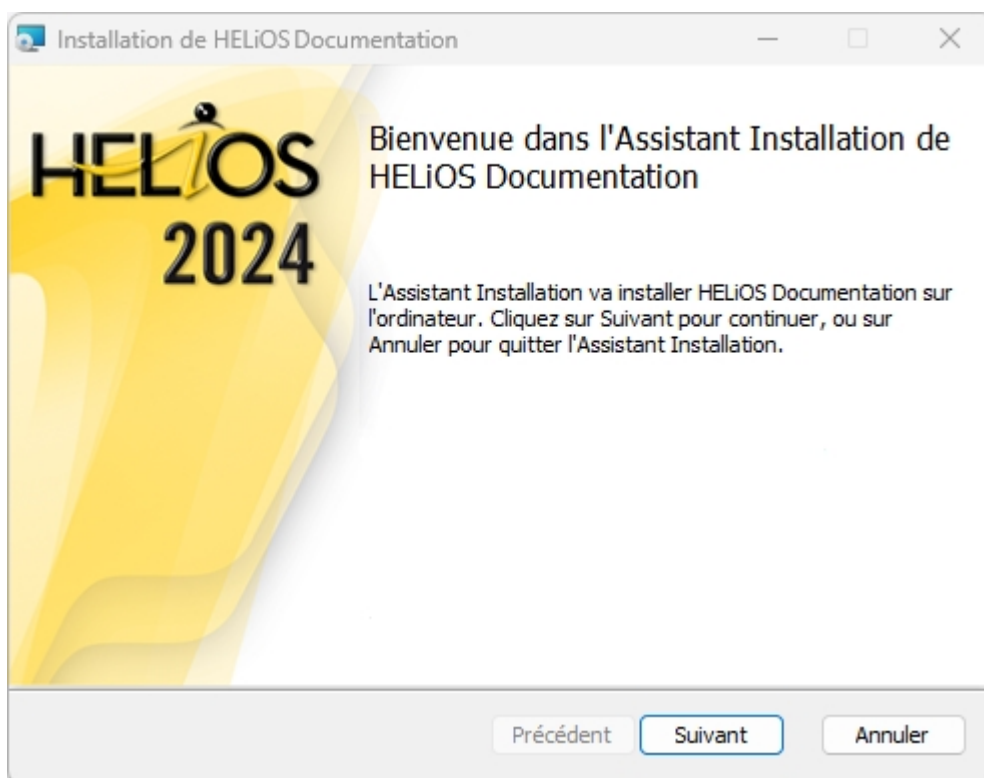 Installation de HELiOS Documentation
HELiOS
2024
Bienvenue dans l'Assistant Installation de
HELiOS Documentation
L'Assistant Installation va installer HELiOS Documentation sur
l'ordinateur. Cliquez sur Suivant pour continuer, ou sur
Annuler pour quitter l'Assistant Installation.
Précédent Suivant Annuler